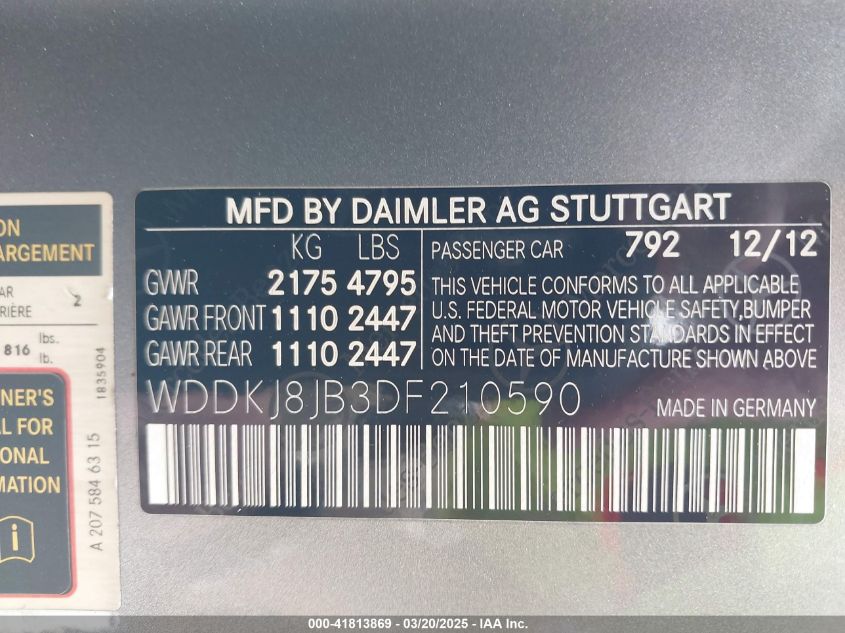 ON
ARGEMENT
AR
RIÈRE 2
816 lbs.
lb.
NER'S
L FOR
ONAL
MATION
1835904
A 207 584 63 15
MFD BY DAIMLER AG STUTTGART
KG LBS
GVWR 2175 4795
GAWR FRONT 1110 2447
GAWR REAR 1110 2447
PASSENGER CAR 792 12/12
THIS VEHICLE CONFORMS TO ALL APPLICABLE
U.S. FEDERAL MOTOR VEHICLE SAFETY,BUMPER
AND THEFT PREVENTION STANDARDS IN EFFECT
ON THE DATE OF MANUFACTURE SHOWN ABOVE
WDDKJ8JB3DF210590
MADE IN GERMANY
000-41813869 / 03/20/2025 - IAA Inc.